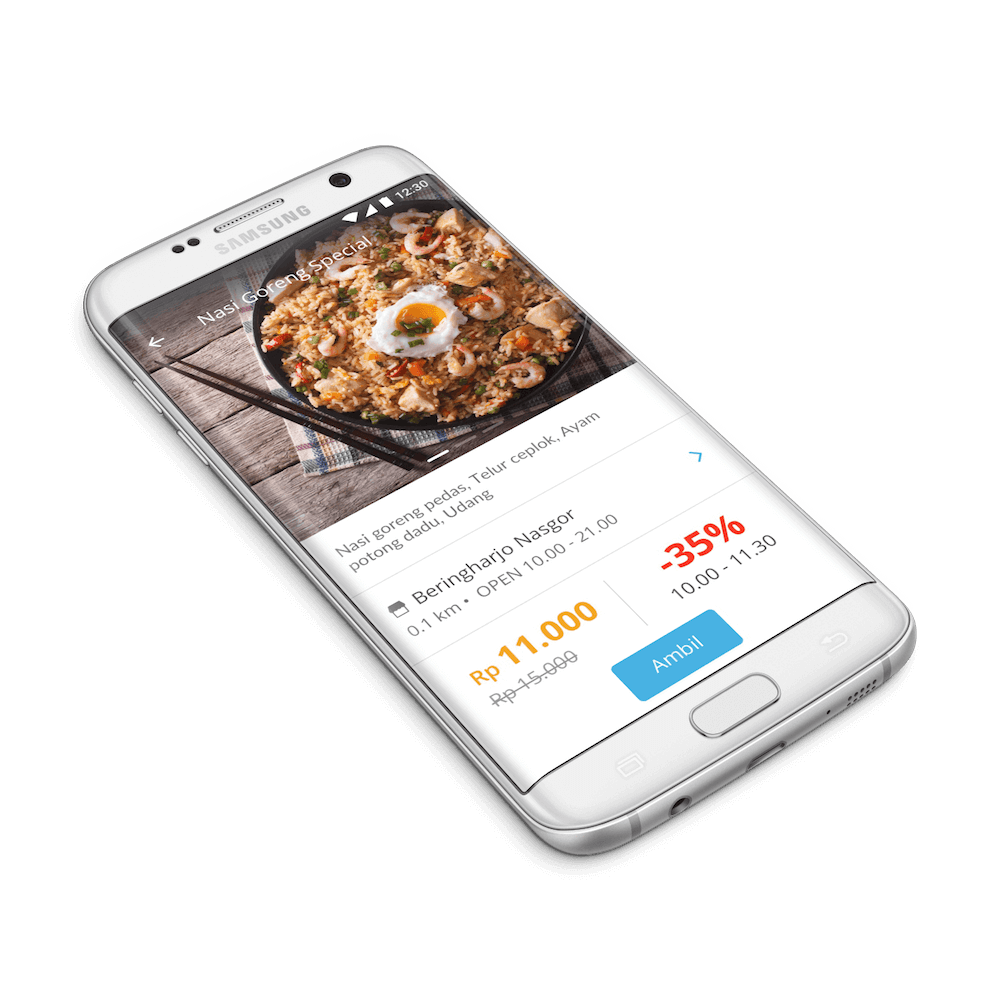 SAMSUNG
12:30
Nasi Goreng Special
Nasi goreng pedas, Telur ceplok, Ayam
potong dadu, Udang
Beringharjo Nasgor
0.1 km • OPEN 10.00 - 21.00
Rp 11.000
Rp 15.000
-35%
10.00 - 11.30
Ambil